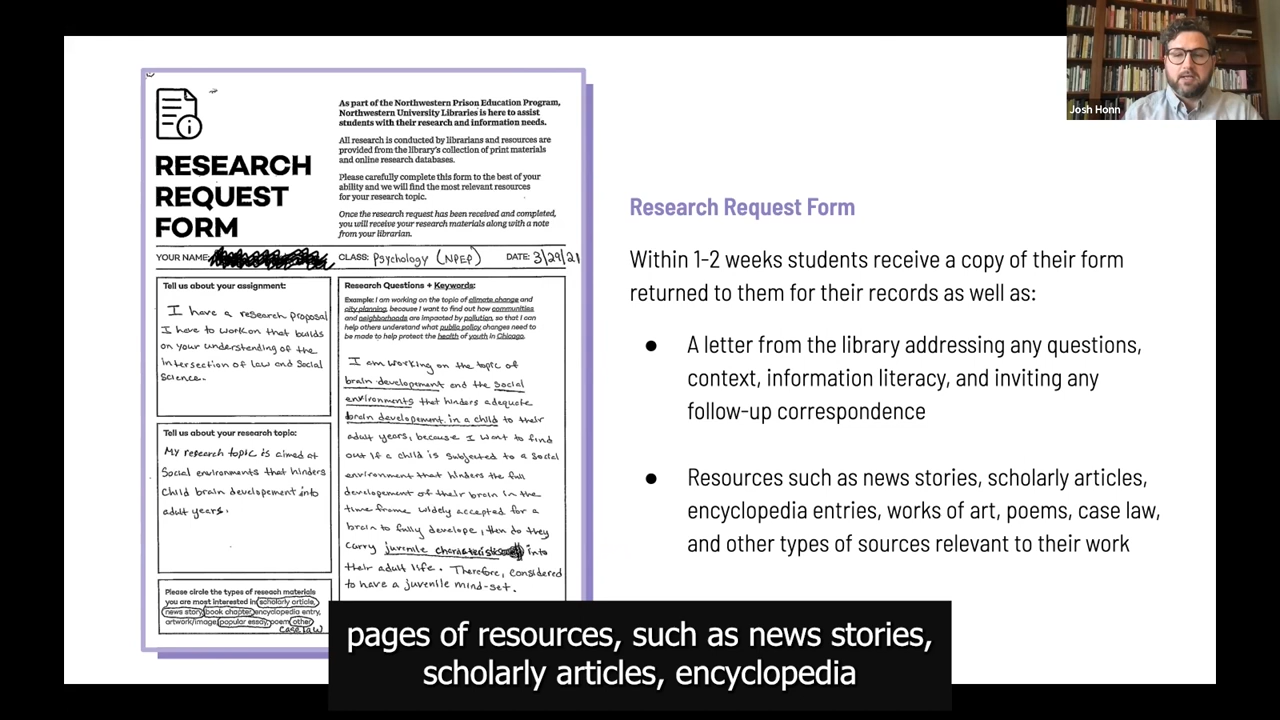 Josh Honn
RESEARCH
REQUEST
FORM
As part of the Northwestern Prison Education Program,
Northwestern University Libraries is here to assist
students with their research and information needs.
All research is conducted by librarians and resources are
provided from the library's collection of print materials
and online research databases.
Please carefully complete this form to the best of your
ability and we will find the most relevant resources
for your research topic.
Once the research request has been received and completed,
you will receive your research materials along with a note
from your librarian.
YOUR NAME: CLASS: Psychology (NPEP) DATE: 3/29/21
Tell us about your assignment:
I have a research proposal
I have to work on that builds
on your understanding of the
intersection of law and Social
Science.
Tell us about your research topic:
My research topic is aimed at
Social environments that hinders
Child brain developement into
adult years.
Please circle the types of reseach materials
you are most interested in: scholarly article,
news story, book chapter, encyclopedia entry,
artwork/image, popular essay, poem, other
Case law
Research Questions + Keywords:
Example: I am working on the topic of climate change and
city planning, because I want to find out how communities
and neighborhoods are impacted by pollution, so that I can
help others understand what public policy changes need to
be made to help protect the health of youth in Chicago.
I am working on the topic of
brain developement and the Social
environments that hinders adequate
brain developement in a child to their
adult years, because I want to find
out if a child is subjected to a social
environment that hinders the full
developement of their brain in the
time frame widely accepted for a
brain to fully develope, then do they
carry juvenile characteristics into
their adult life. Therefore, considered
to have a juvenile mind-set.
Research Request Form
Within 1-2 weeks students receive a copy of their form
returned to them for their records as well as:
● A letter from the library addressing any questions,
context, information literacy, and inviting any
follow-up correspondence
● Resources such as news stories, scholarly articles,
encyclopedia entries, works of art, poems, case law,
and other types of sources relevant to their work
pages of resources, such as news stories,
scholarly articles, encyclopedia